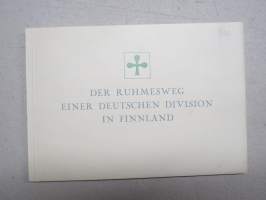 DER RUHMESWEG
EINER DEUTSCHEN DIVISION
IN FINNLAND